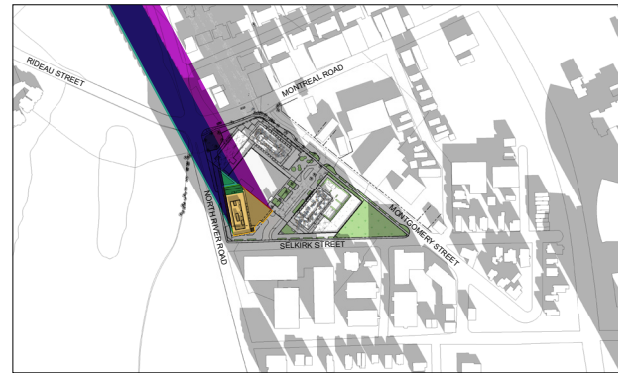 RIDEAU STREET
MONTREAL ROAD
NORTH RIVER ROAD
MONTGOMERY STREET
SELKIRK STREET